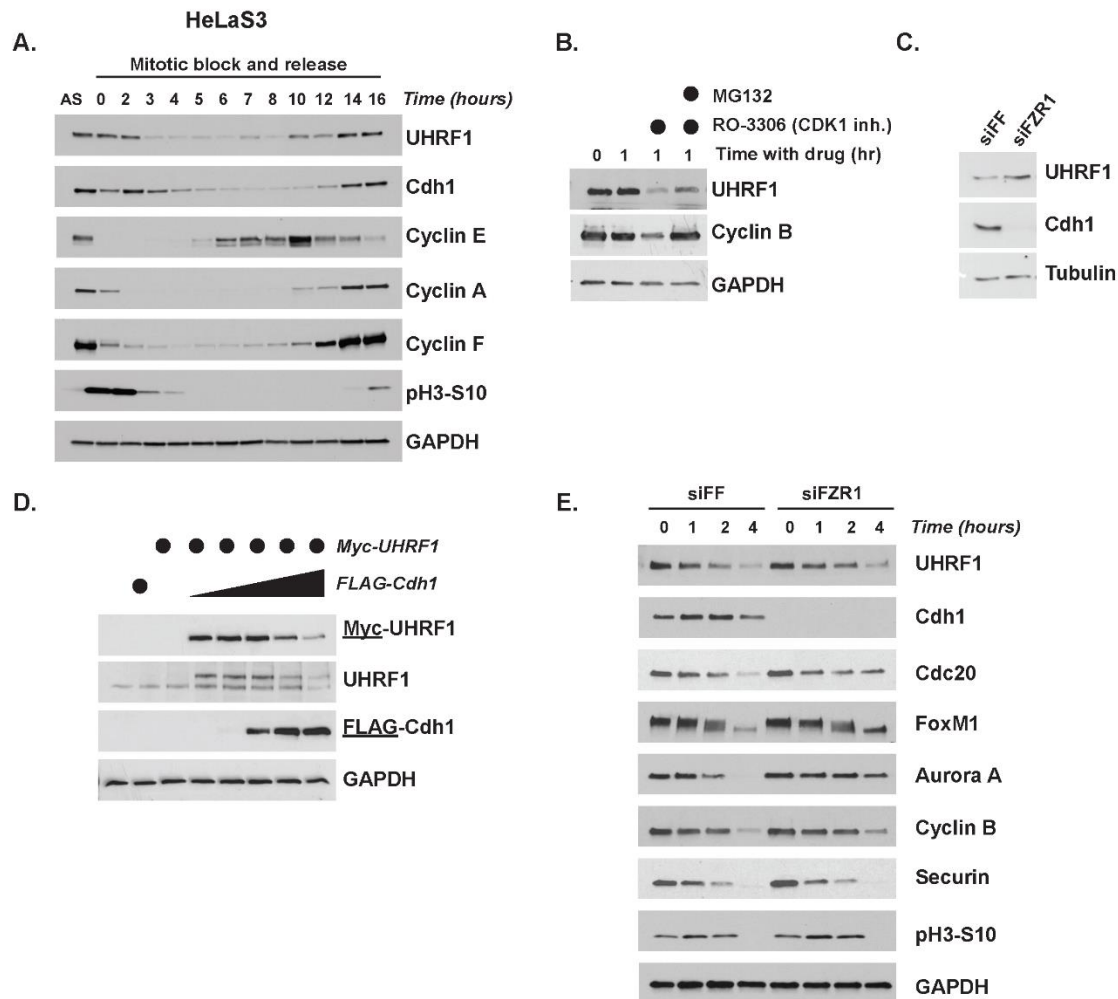 HeLaS3
A.
Mitotic block and release
AS 0 2 3 4 5 6 7 8 10 12 14 16 Time (hours)
UHRF1
Cdh1
Cyclin E
Cyclin A
Cyclin F
pH3-S10
GAPDH
B.
MG132
RO-3306 (CDK1 inh.)
0 1 1 1 Time with drug (hr)
UHRF1
Cyclin B
GAPDH
C.
siFF siFZR1
UHRF1
Cdh1
Tubulin
D.
Myc-UHRF1
FLAG-Cdh1
Myc-UHRF1
UHRF1
FLAG-Cdh1
GAPDH
E.
siFF siFZR1
0 1 2 4 0 1 2 4 Time (hours)
UHRF1
Cdh1
Cdc20
FoxM1
Aurora A
Cyclin B
Securin
pH3-S10
GAPDH